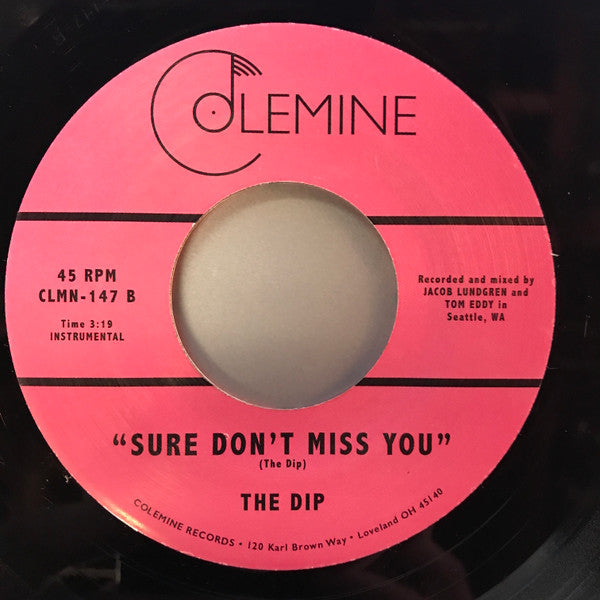 COLEMINE
45 RPM
CLMN-147 B
Time 3:19
INSTRUMENTAL
Recorded and mixed by
JACOB LUNDGREN and
TOM EDDY in
Seattle, WA
“SURE DON’T MISS YOU”
(The Dip)
THE DIP
COLEMINE RECORDS • 120 Karl Brown Way • Loveland OH 45140